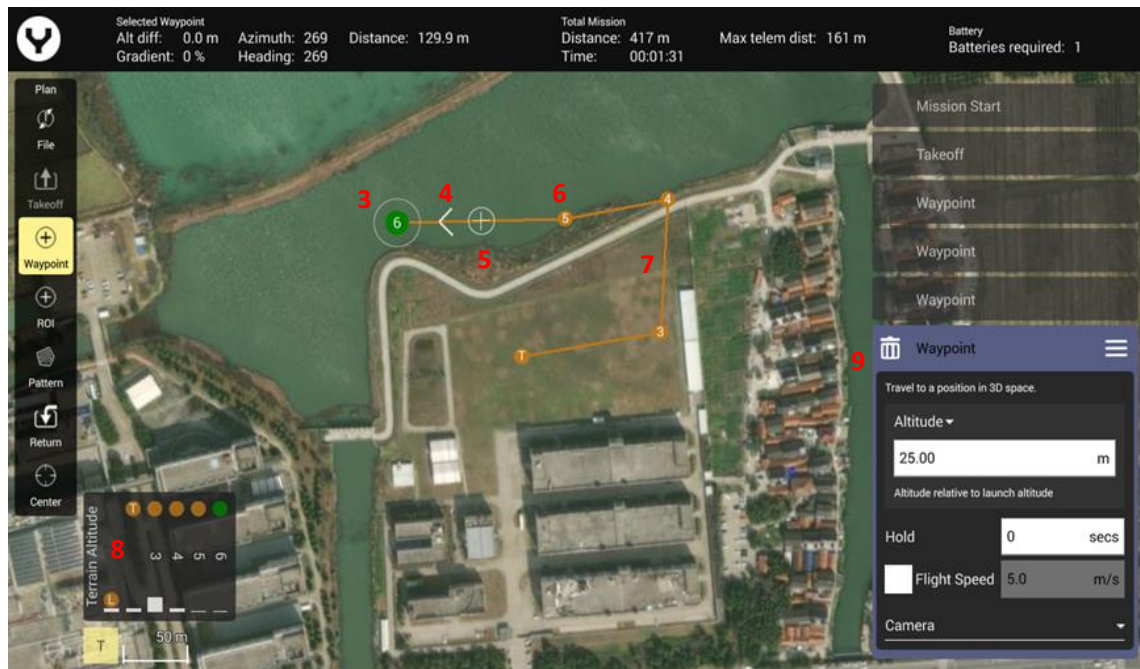 Selected Waypoint
Alt diff: 0.0 m Azimuth: 269 Distance: 129.9 m
Gradient: 0 % Heading: 269
Total Mission
Distance: 417 m Max telem dist: 161 m
Time: 00:01:31
Battery
Batteries required: 1
Plan
File
Takeoff
Waypoint
ROI
Pattern
Return
Center
3
4
6
4
6
5
5
7
3
T
Mission Start
Takeoff
Waypoint
Waypoint
Waypoint
9
Waypoint
Travel to a position in 3D space.
Altitude
25.00 m
Altitude relative to launch altitude
Hold 0 secs
Flight Speed 5.0 m/s
Camera
Terrain Altitude
8
T
3 4 5 6
L
T
50 m